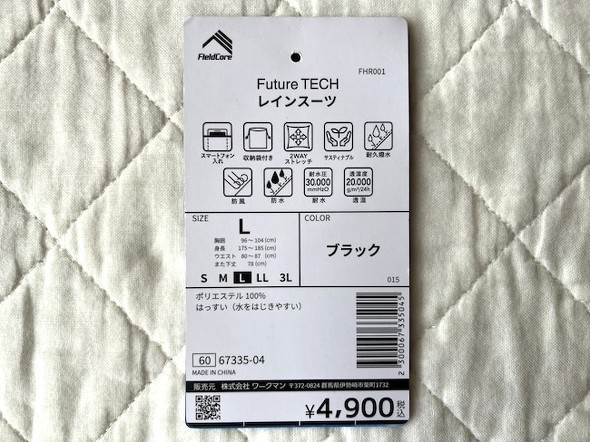 FieldCore
FHR001
Future TECH
レインスーツ
スマートフォン
入れ
収納袋付き
2WAY
ストレッチ
サスティナブル
耐久撥水
防風
防水
耐水圧
30.000
mmH2O
耐水
透湿度
20.000
g/m²/24h
透湿
SIZE
L
胸囲 96～104(cm)
身長 175～185(cm)
ウエスト 80～87 (cm)
また下丈 78(cm)
S M L LL 3L
COLOR
ブラック
015
ポリエステル 100%
はっすい（水をはじきやすい）
2300067335045
60 67335-04
MADE IN CHINA
販売元 株式会社 ワークマン 〒372-0824 群馬県伊勢崎市柴町1732
¥4,900税込